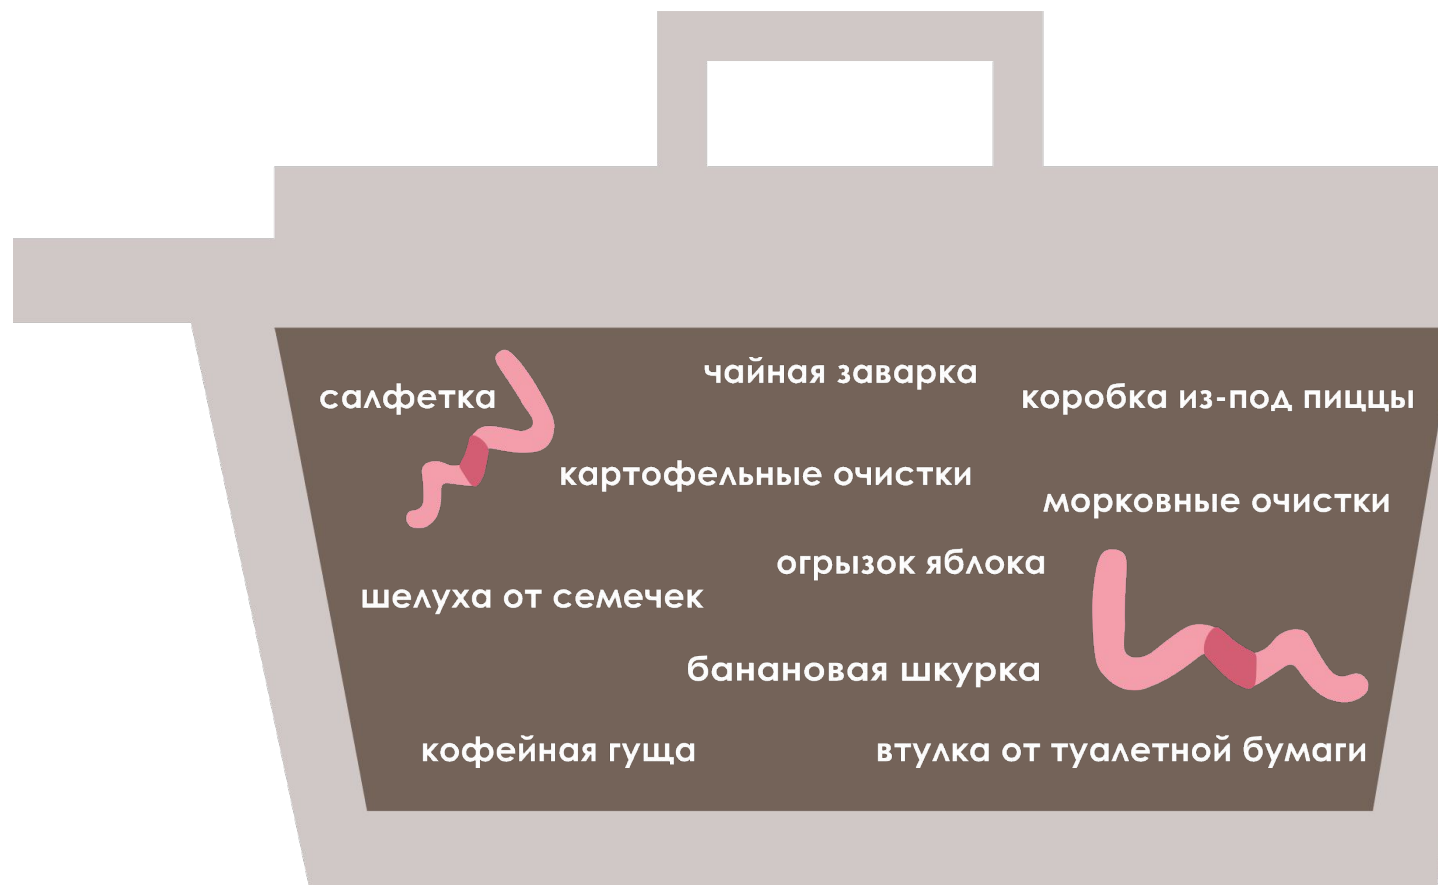 чайная заварка
салфетка
коробка из-под пиццы
картофельные очистки
морковные очистки
огрызок яблока
шелуха от семечек
банановая шкурка
кофейная гуща
втулка от туалетной бумаги